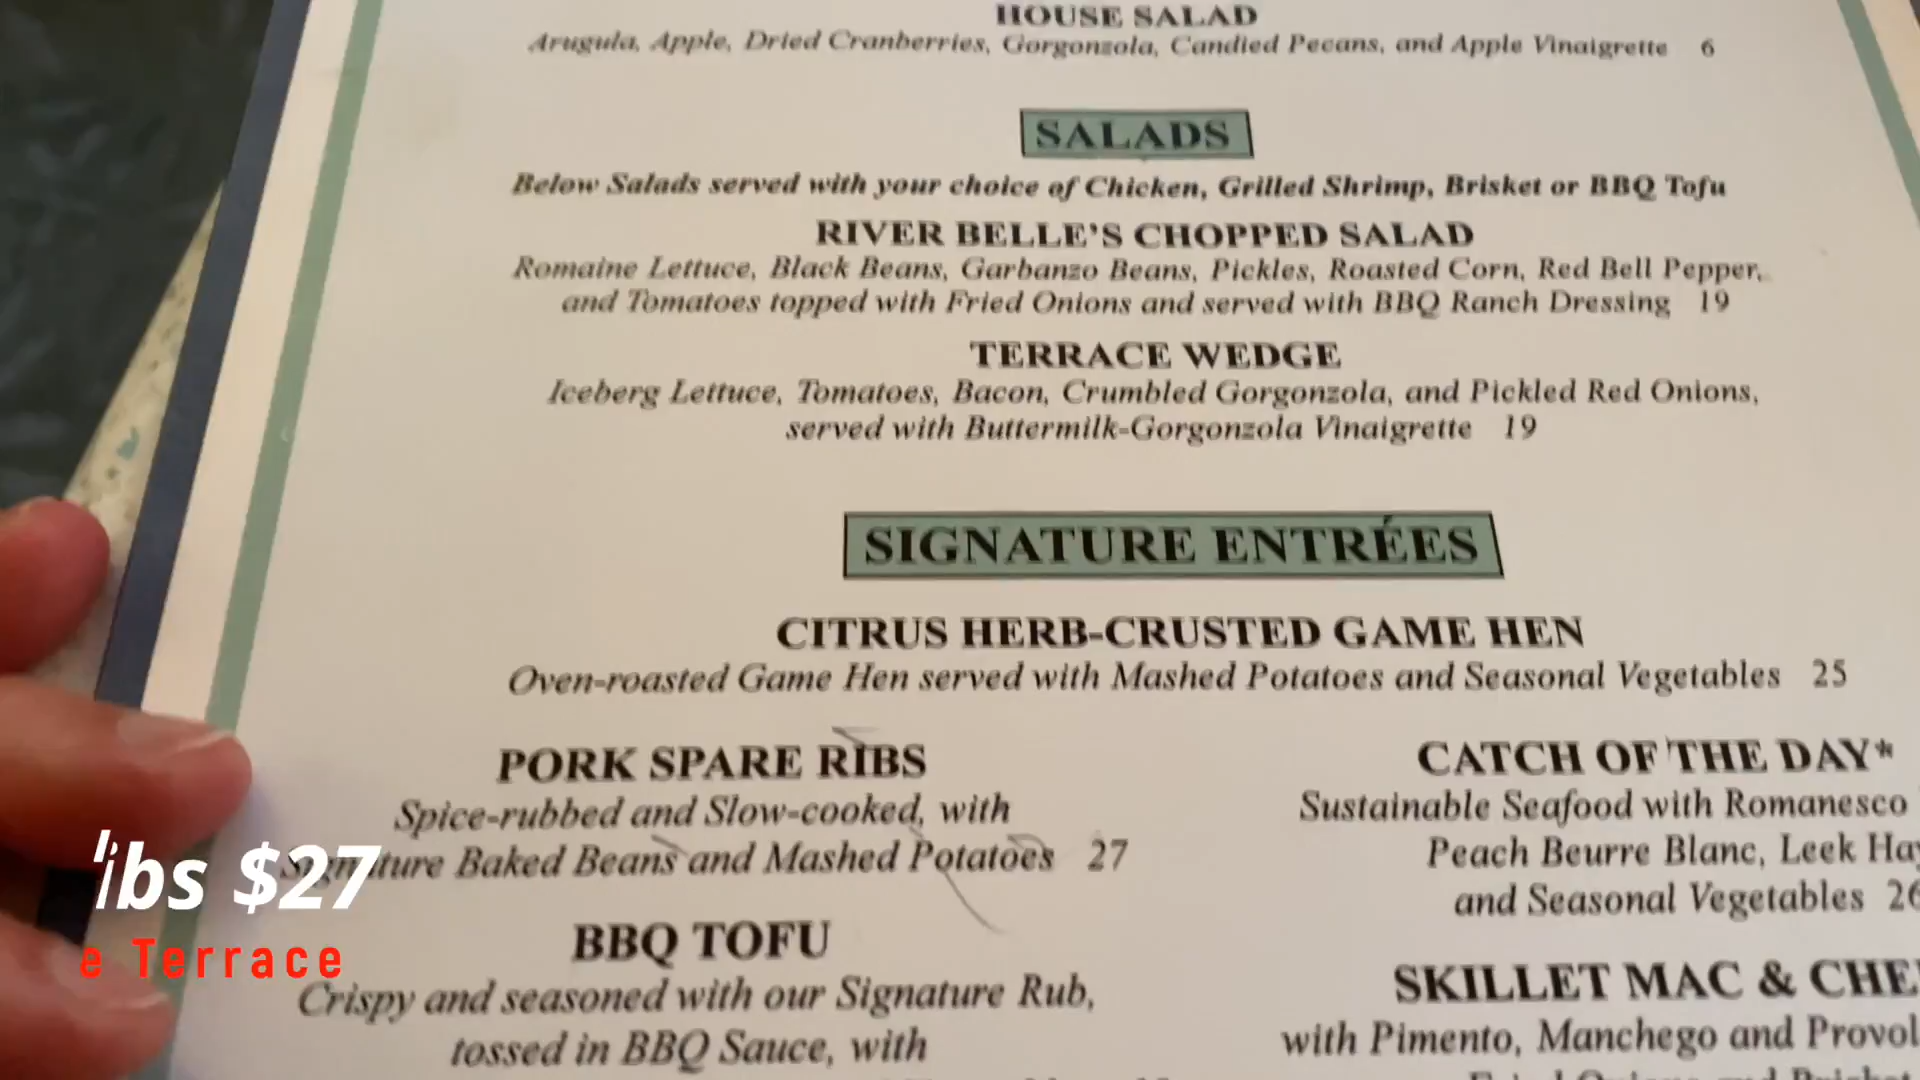 HOUSE SALAD
Arugula, Apple, Dried Cranberries, Gorgonzola, Candied Pecans, and Apple Vinaigrette 6
SALADS
Below Salads served with your choice of Chicken, Grilled Shrimp, Brisket or BBQ Tofu
RIVER BELLE'S CHOPPED SALAD
Romaine Lettuce, Black Beans, Garbanzo Beans, Pickles, Roasted Corn, Red Bell Pepper,
and Tomatoes topped with Fried Onions and served with BBQ Ranch Dressing 19
TERRACE WEDGE
Iceberg Lettuce, Tomatoes, Bacon, Crumbled Gorgonzola, and Pickled Red Onions,
served with Buttermilk-Gorgonzola Vinaigrette 19
SIGNATURE ENTRÉES
CITRUS HERB-CRUSTED GAME HEN
Oven-roasted Game Hen served with Mashed Potatoes and Seasonal Vegetables 25
PORK SPARE RIBS
Spice-rubbed and Slow-cooked, with
Signature Baked Beans and Mashed Potatoes 27
BBQ TOFU
Crispy and seasoned with our Signature Rub,
tossed in BBQ Sauce, with
CATCH OF THE DAY*
Sustainable Seafood with Romanesco
Peach Beurre Blanc, Leek Hay
and Seasonal Vegetables 26
SKILLET MAC & CHE
with Pimento, Manchego and Provol
ibs $27
e Terrace